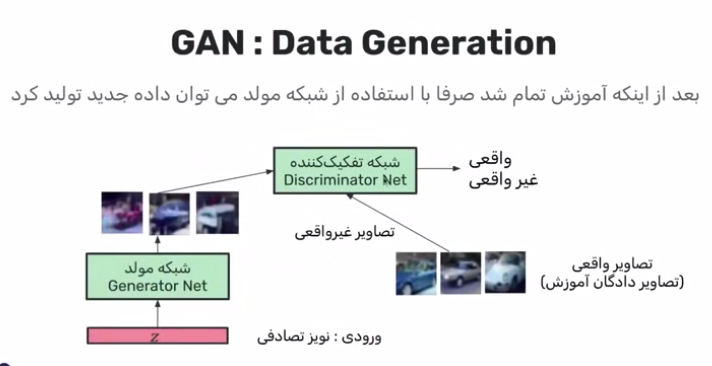 GAN : Data Generation
بعد از اینکه آموزش تمام شد صرفا با استفاده از شبکه مولد می توان داده جدید تولید کرد
شبکه تفکیک‌کننده
Discriminator Net
واقعی
غیر واقعی
تصاویر غیرواقعی
شبکه مولد
Generator Net
تصاویر واقعی
(تصاویر دادگان آموزش)
z
ورودی : نویز تصادفی